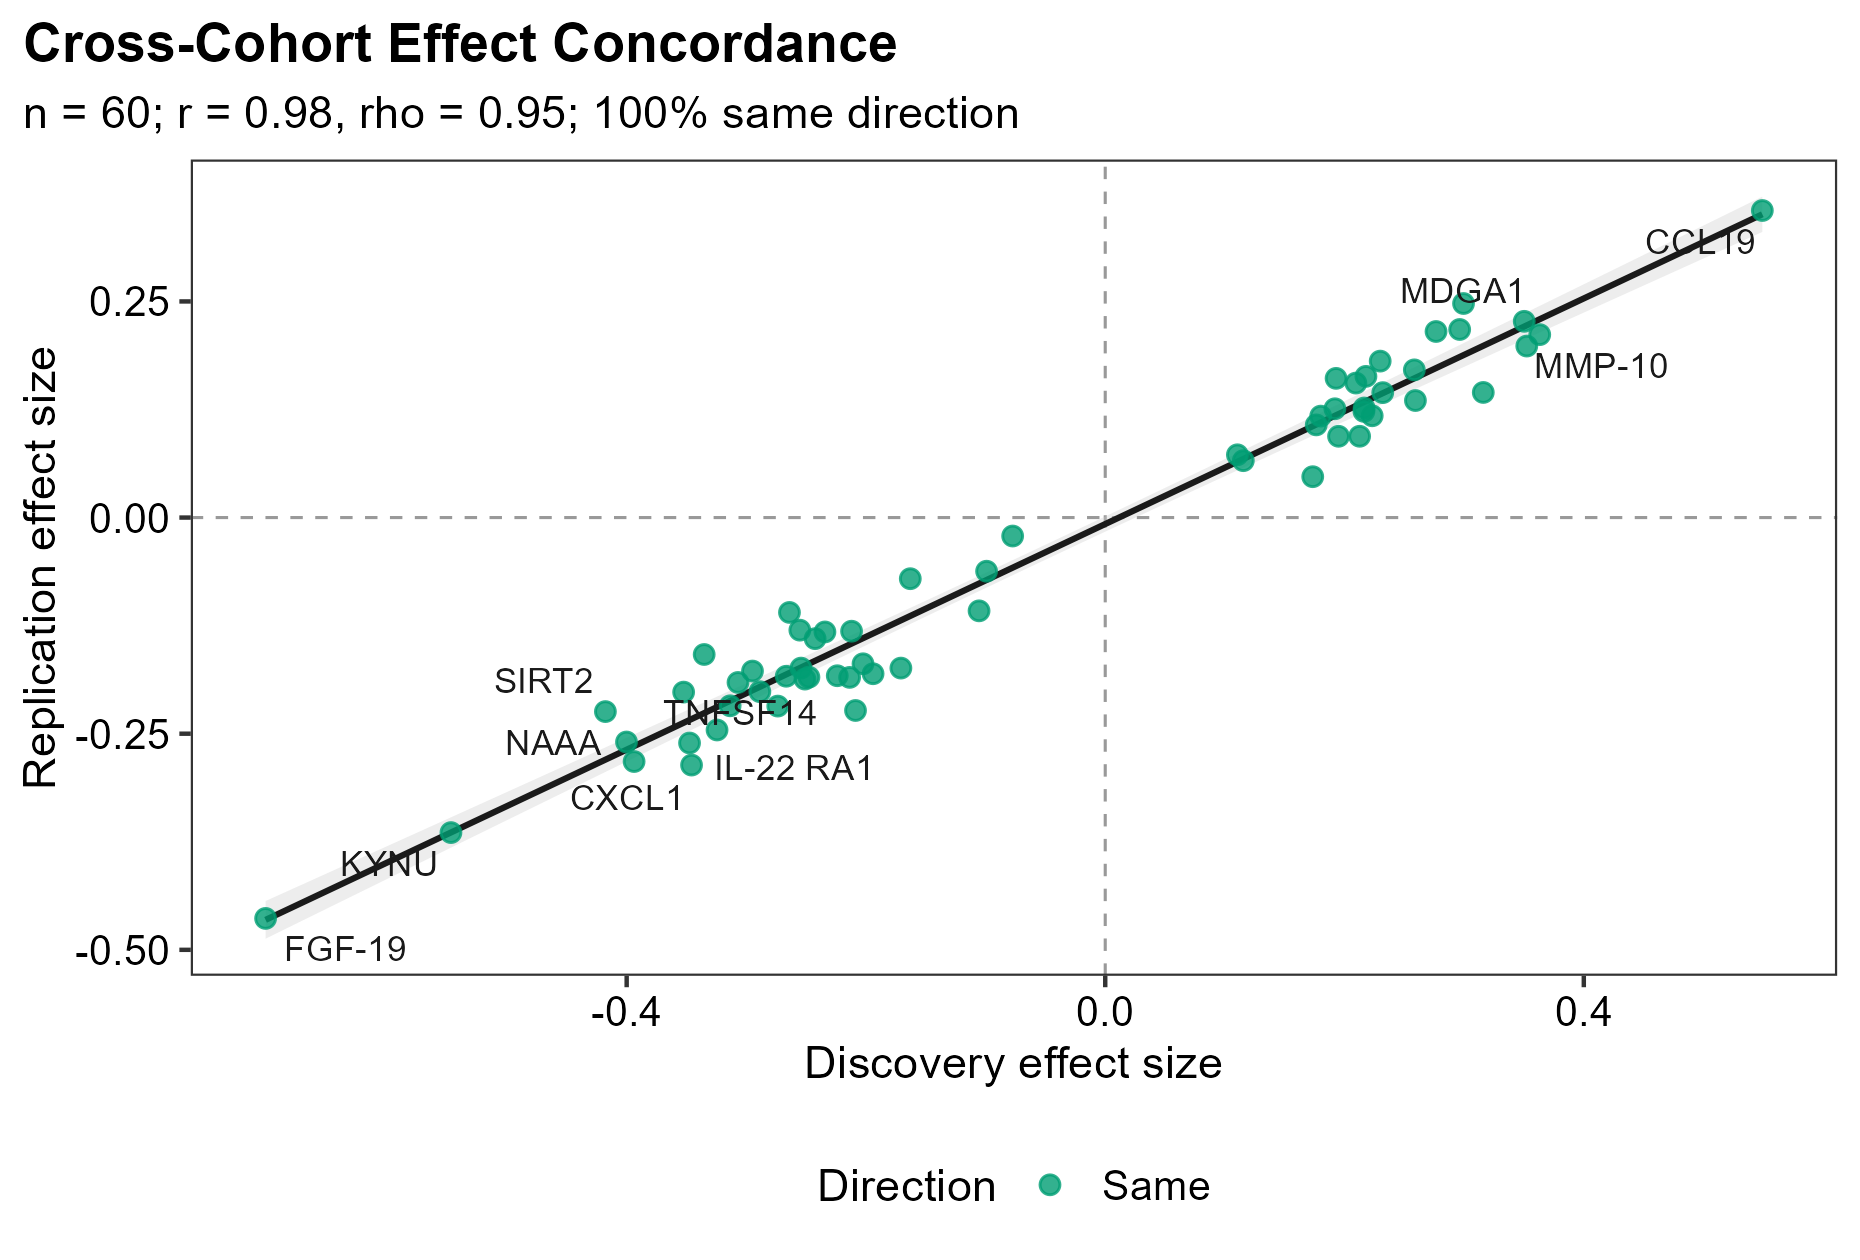 Cross-Cohort Effect Concordance
n = 60; r = 0.98, rho = 0.95; 100% same direction
Replication effect size
0.25
0.00
-0.25
-0.50
CCL19
MDGA1
MMP-10
SIRT2
TNFSF14
NAAA
IL-22 RA1
CXCL1
KYNU
FGF-19
-0.4
0.0
0.4
Discovery effect size
Direction
Same